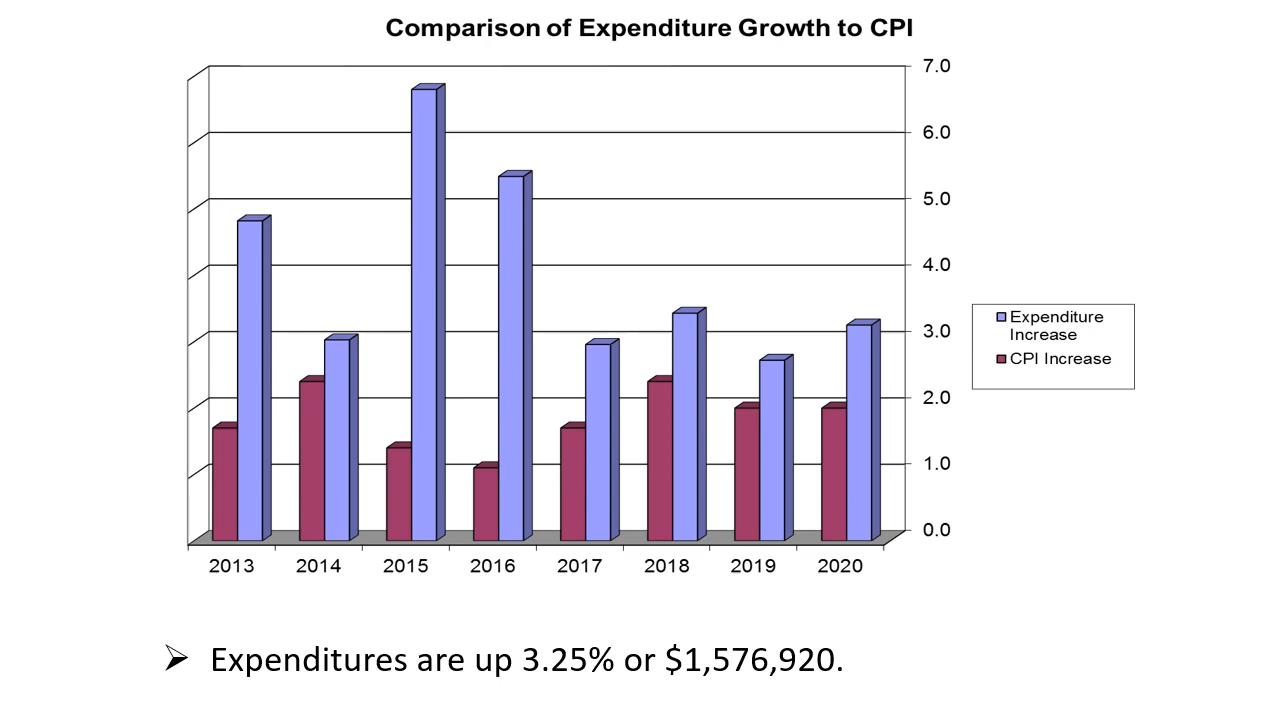 Comparison of Expenditure Growth to CPI
7.0
6.0
5.0
4.0
3.0
2.0
1.0
0.0
Expenditure
Increase
CPI Increase
2013 2014 2015 2016 2017 2018 2019 2020
➢ Expenditures are up 3.25% or $1,576,920.